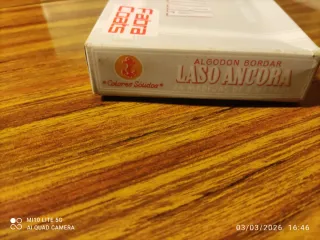 Fabra
Coats
ALGODON BORDAR
LASO ANCORA
*Colores Sólidos*
MI 10 LITE 5G
AI QUAD CAMERA
03/03/2026 16:46